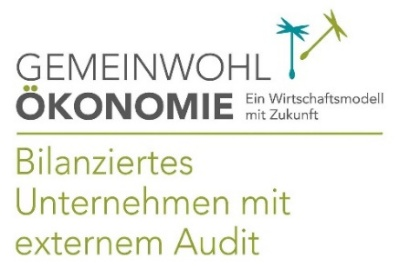 GEMEINWOHL
ÖKONOMIE
Ein Wirtschaftsmodell
mit Zukunft
Bilanziertes
Unternehmen mit
externem Audit